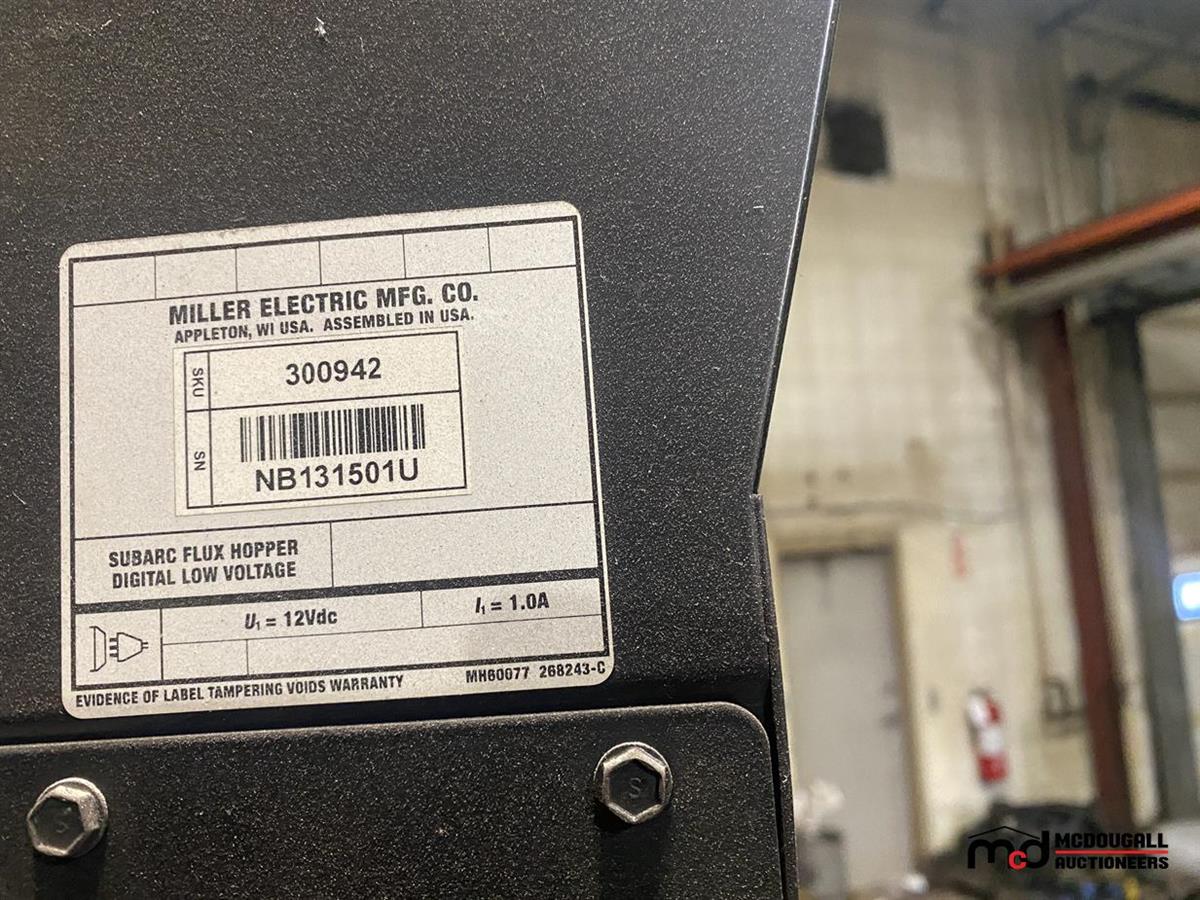 MILLER ELECTRIC MFG. CO.
APPLETON, WI USA. ASSEMBLED IN USA.
SKU
300942
SN
NB131501U
SUBARC FLUX HOPPER
DIGITAL LOW VOLTAGE
U₁ = 12Vdc
I₁ = 1.0A
EVIDENCE OF LABEL TAMPERING VOIDS WARRANTY
MH60077 268243-C
S
S
mcd MCDOUGALL
AUCTIONEERS